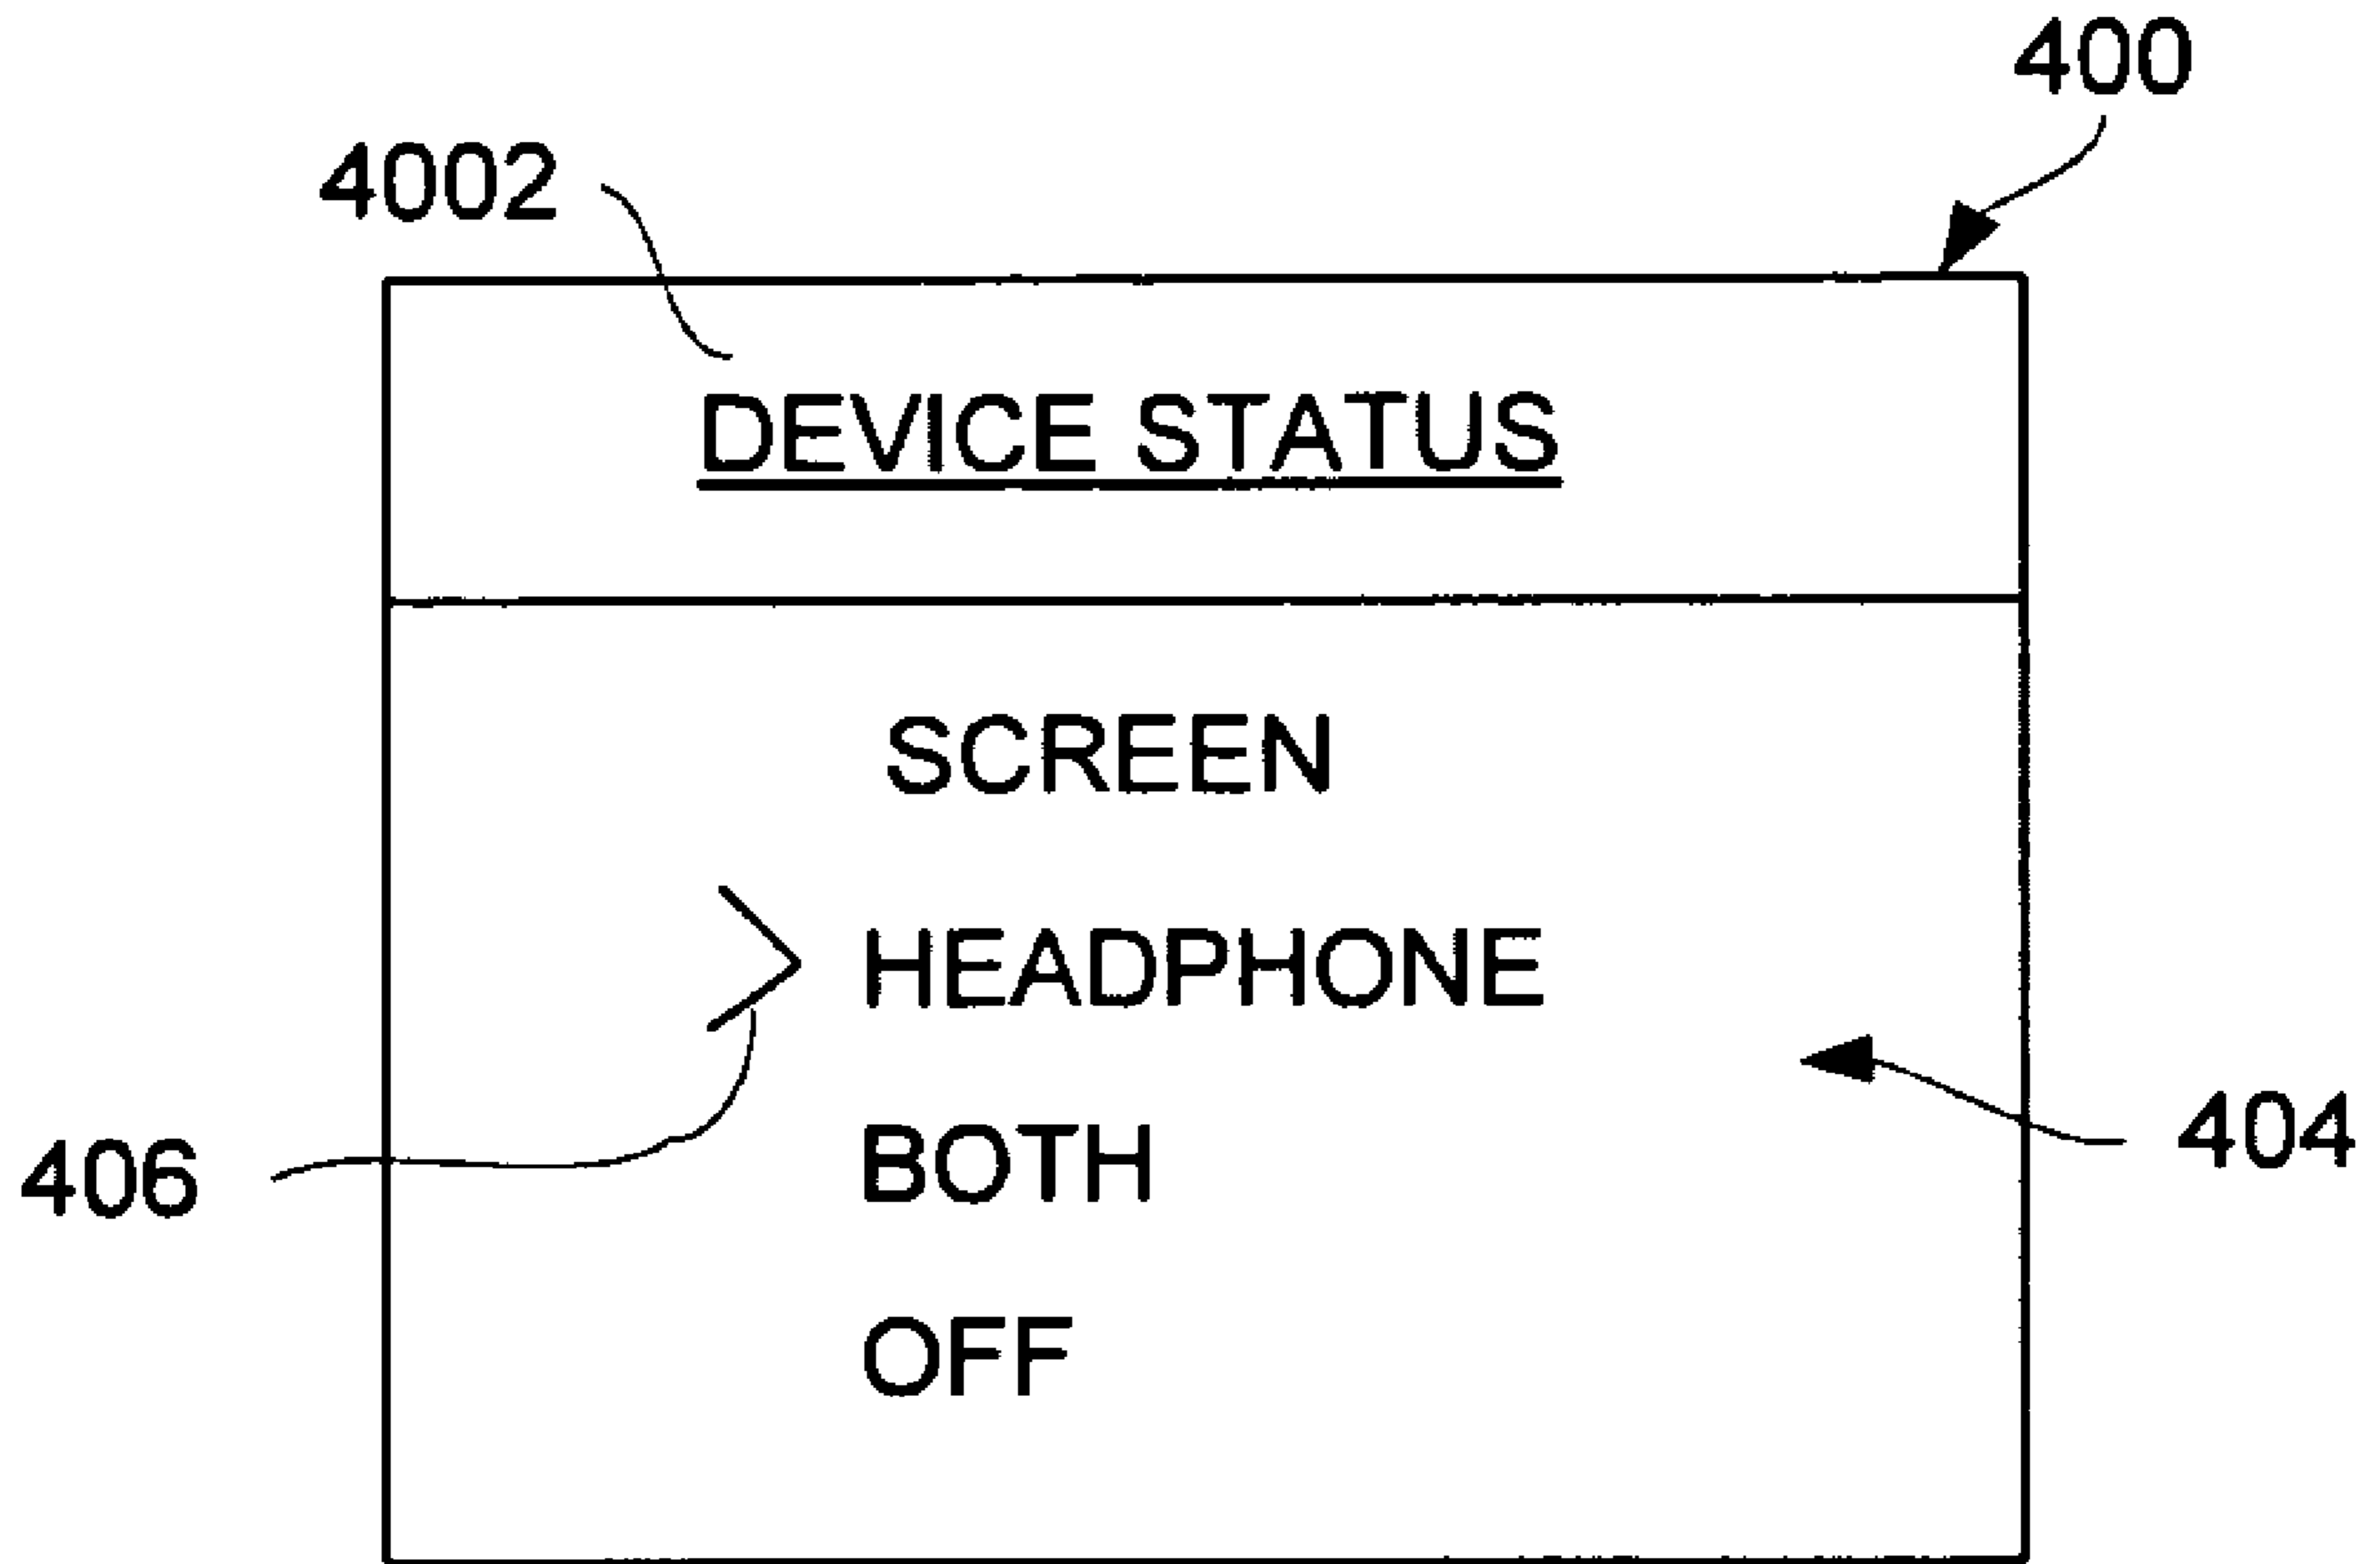 400
4002
DEVICE STATUS
SCREEN
HEADPHONE
BOTH
404
406
OFF